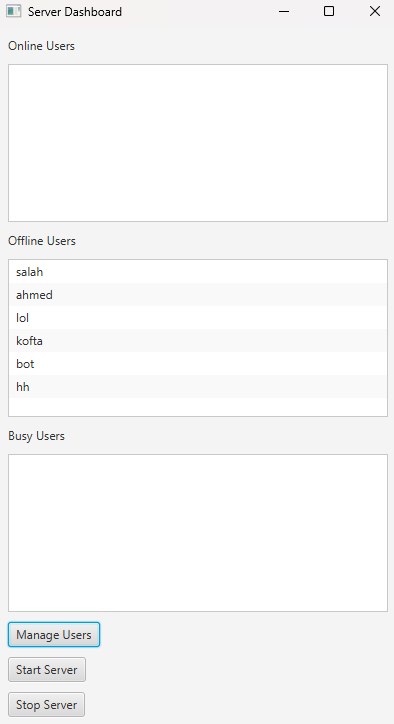 Server Dashboard
Online Users
Offline Users
salah
ahmed
lol
kofta
bot
hh
Busy Users
Manage Users
Start Server
Stop Server